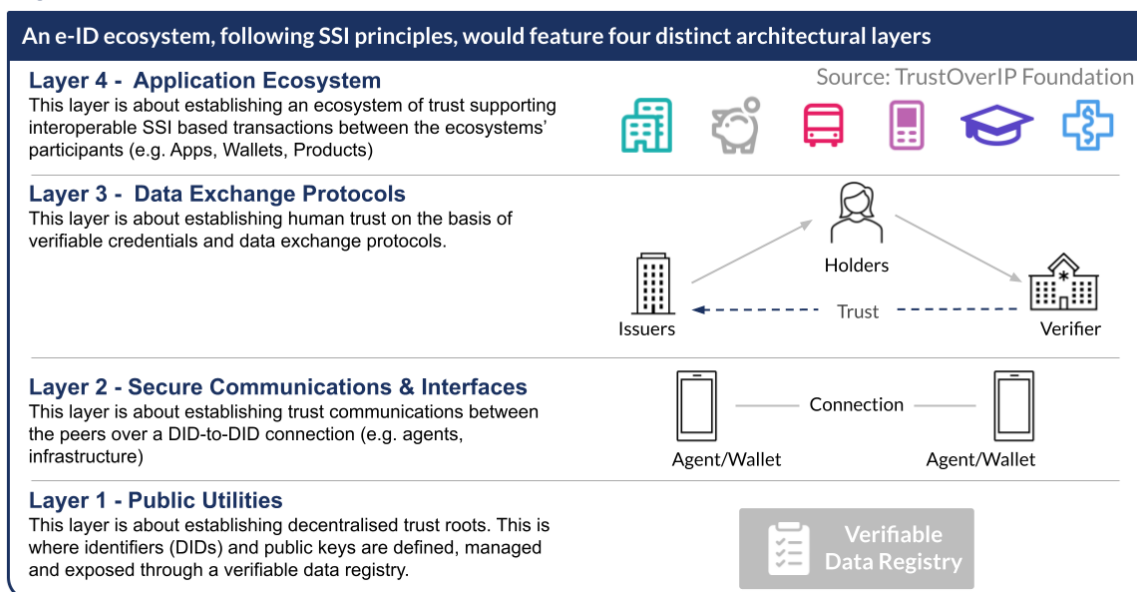 An e-ID ecosystem, following SSI principles, would feature four distinct architectural layers
Layer 4 - Application Ecosystem
Source: TrustOverIP Foundation
This layer is about establishing an ecosystem of trust supporting
interoperable SSI based transactions between the ecosystems'
participants (e.g. Apps, Wallets, Products)
Layer 3 - Data Exchange Protocols
This layer is about establishing human trust on the basis of
verifiable credentials and data exchange protocols.
Holders
Trust
Issuers
Verifier
Layer 2 - Secure Communications & Interfaces
This layer is about establishing trust communications between
the peers over a DID-to-DID connection (e.g. agents,
infrastructure)
Connection
Agent/Wallet
Agent/Wallet
Layer 1 - Public Utilities
This layer is about establishing decentralised trust roots. This is
where identifiers (DIDs) and public keys are defined, managed
and exposed through a verifiable data registry.
Verifiable
Data Registry